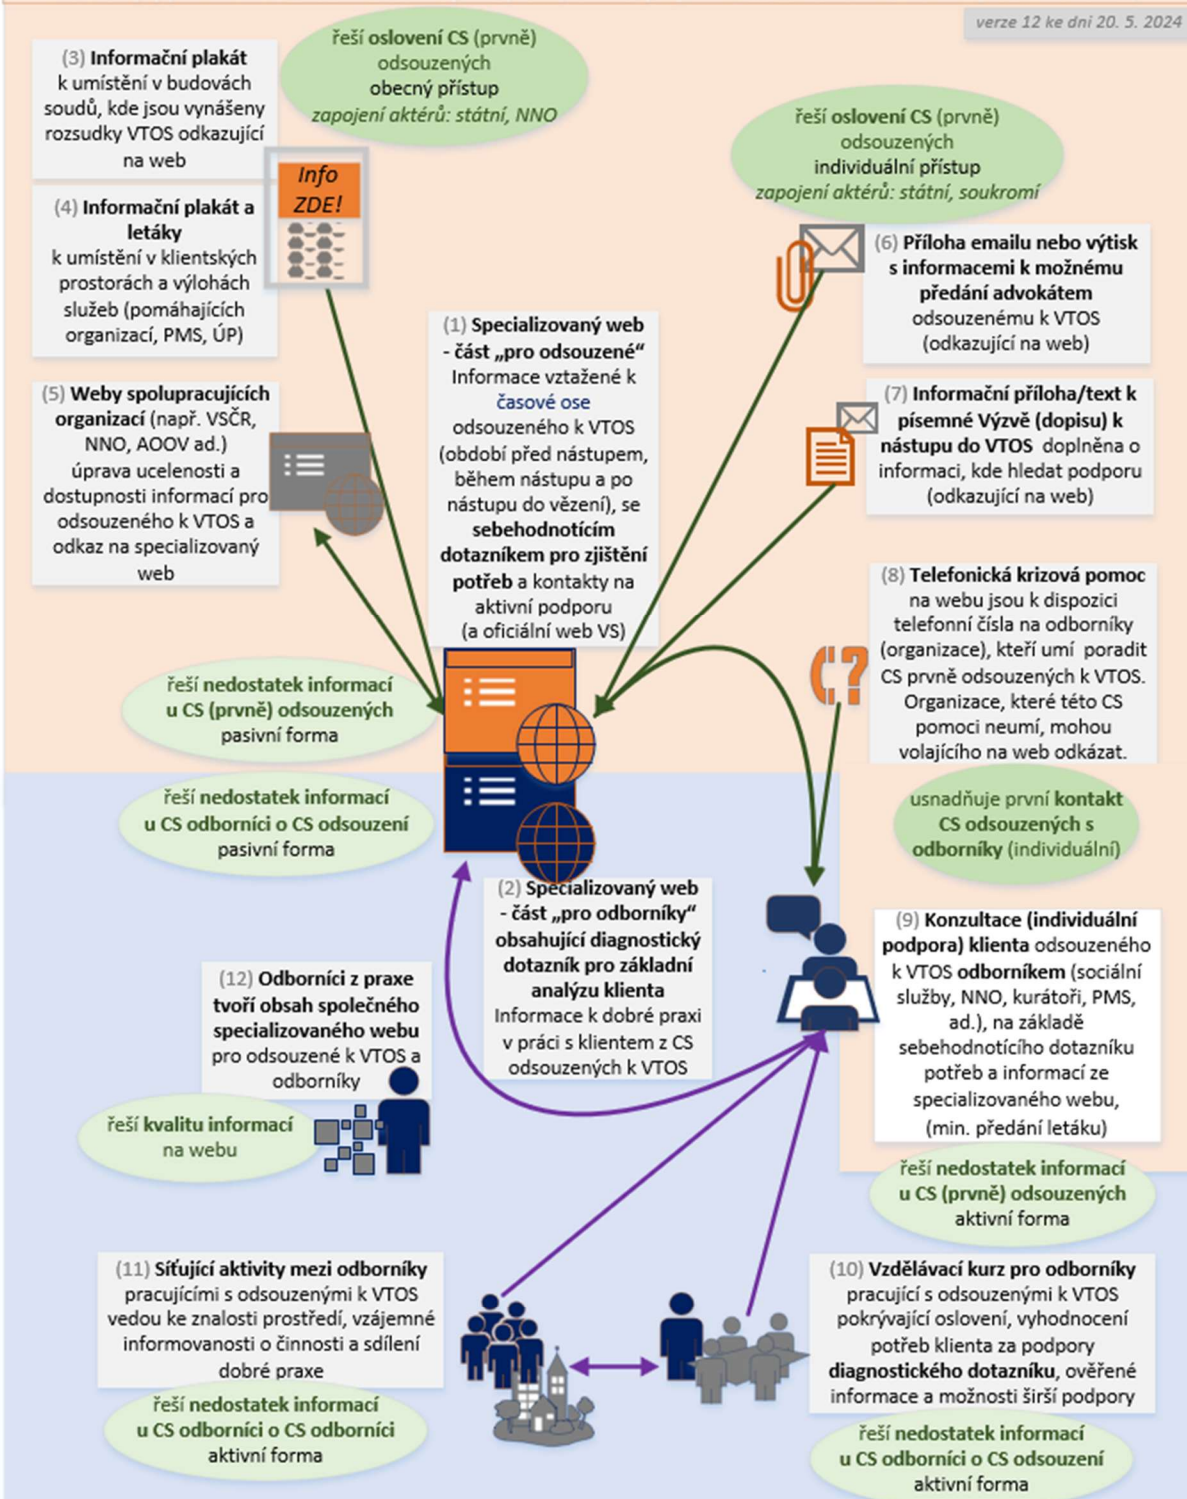 verze 12 ke dni 20. 5. 2024
(3) Informační plakát
k umístění v budovách
soudů, kde jsou vynášeny
rozsudky VTOS odkazující
na web
řeší oslovení CS (prvně)
odsouzených
obecný přístup
zapojení aktérů: státní, NNO
řeší oslovení CS (prvně)
odsouzených
individuální přístup
zapojení aktérů: státní, soukromí
Info
ZDE!
(4) Informační plakát a
letáky
k umístění v klientských
prostorách a výlohách
služeb (pomáhajících
organizací, PMS, ÚP)
(5) Weby spolupracujících
organizací (např. VSČR,
NNO, AOOV ad.)
úprava ucelenosti a
dostupnosti informací pro
odsouzeného k VTOS a
odkaz na specializovaný
web
(1) Specializovaný web
- část „pro odsouzené“
Informace vztažené k
časové ose
odsouzeného k VTOS
(období před nástupem,
během nástupu a po
nástupu do vězení), se
sebehodnotícím
dotazníkem pro zjištění
potřeb a kontakty na
aktivní podporu
(a oficiální web VS)
(6) Příloha emailu nebo výtisk
s informacemi k možnému
předání advokátem
odsouzenému k VTOS
(odkazující na web)
(7) Informační příloha/text k
písemné Výzvě (dopisu) k
nástupu do VTOS doplněna o
informaci, kde hledat podporu
(odkazující na web)
(8) Telefonická krizová pomoc
na webu jsou k dispozici
telefonní čísla na odborníky
(organizace), kteří umí poradit
CS prvně odsouzených k VTOS.
Organizace, které této CS
pomoci neumí, mohou
volajícího na web odkázat.
řeší nedostatek informací
u CS (prvně) odsouzených
pasivní forma
řeší nedostatek informací
u CS odborníci o CS odsouzení
pasivní forma
usnadňuje první kontakt
CS odsouzených s
odborníky (individuální)
(2) Specializovaný web
- část „pro odborníky“
obsahující diagnostický
dotazník pro základní
analýzu klienta
Informace k dobré praxi
v práci s klientem z CS
odsouzených k VTOS
(9) Konzultace (individuální
podpora) klienta odsouzeného
k VTOS odborníkem (sociální
služby, NNO, kurátoři, PMS,
ad.), na základě
sebehodnotícího dotazníku
potřeb a informací ze
specializovaného webu,
(min. předání letáku)
(12) Odborníci z praxe
tvoří obsah společného
specializovaného webu
pro odsouzené k VTOS a
odborníky
řeší kvalitu informací
na webu
řeší nedostatek informací
u CS (prvně) odsouzených
aktivní forma
(11) Síťující aktivity mezi odborníky
pracujícími s odsouzenými k VTOS
vedou ke znalosti prostředí, vzájemné
informovanosti o činnosti a sdílení
dobré praxe
řeší nedostatek informací
u CS odborníci o CS odborníci
aktivní forma
(10) Vzdělávací kurz pro odborníky
pracující s odsouzenými k VTOS
pokrývající oslovení, vyhodnocení
potřeb klienta za podpory
diagnostického dotazníku, ověřené
informace a možnosti širší podpory
řeší nedostatek informací
u CS odborníci o CS odsouzení
aktivní forma